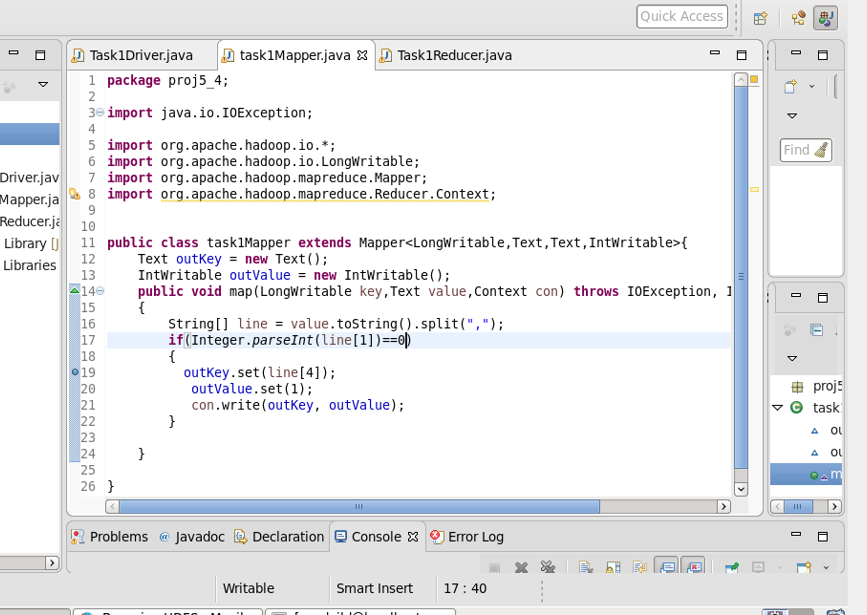 Quick Access
Task1Driver.java
task1Mapper.java
Task1Reducer.java
1 package proj5_4;
2
3 import java.io.IOException;
4
5 import org.apache.hadoop.io.*;
6 import org.apache.hadoop.io.LongWritable;
7 import org.apache.hadoop.mapreduce.Mapper;
8 import org.apache.hadoop.mapreduce.Reducer.Context;
9
10
11 public class task1Mapper extends Mapper<LongWritable,Text,Text,IntWritable>{
12 Text outKey = new Text();
13 IntWritable outValue = new IntWritable();
14 public void map(LongWritable key,Text value,Context con) throws IOException, I
15 {
16 String[] line = value.toString().split(",");
17 if(Integer.parseInt(line[1])==0)
18 {
19 outKey.set(line[4]);
20 outValue.set(1);
21 con.write(outKey, outValue);
22 }
23
24 }
25
26 }
Driver.jav
Mapper.ja
Reducer.ja
Library [J
Libraries
Find
proj5
task
ou
ou
m
Problems
@ Javadoc
Declaration
Console
Error Log
Writable
Smart Insert
17 : 40